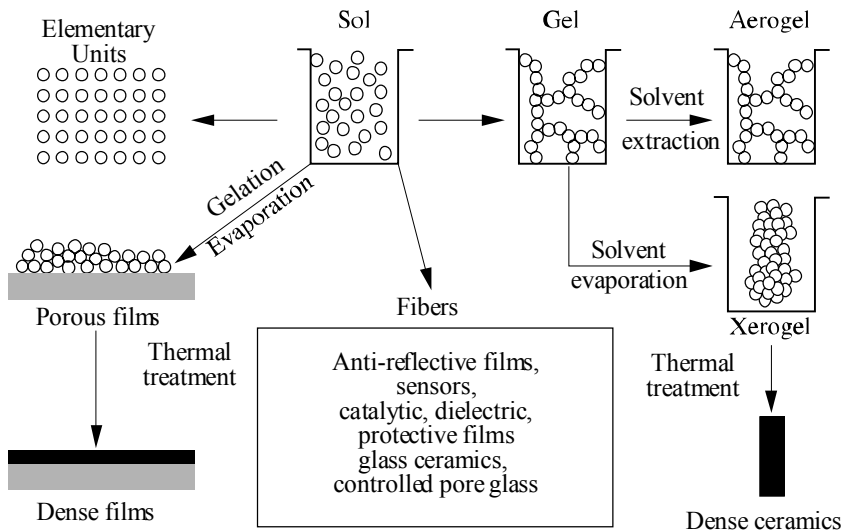 Elementary
Units
Sol
Gel
Aerogel
Solvent
extraction
Gelation
Evaporation
Solvent
evaporation
Porous films
Fibers
Xerogel
Thermal
treatment
Anti-reflective films,
sensors,
catalytic, dielectric,
protective films
glass ceramics,
controlled pore glass
Thermal
treatment
Dense films
Dense ceramics